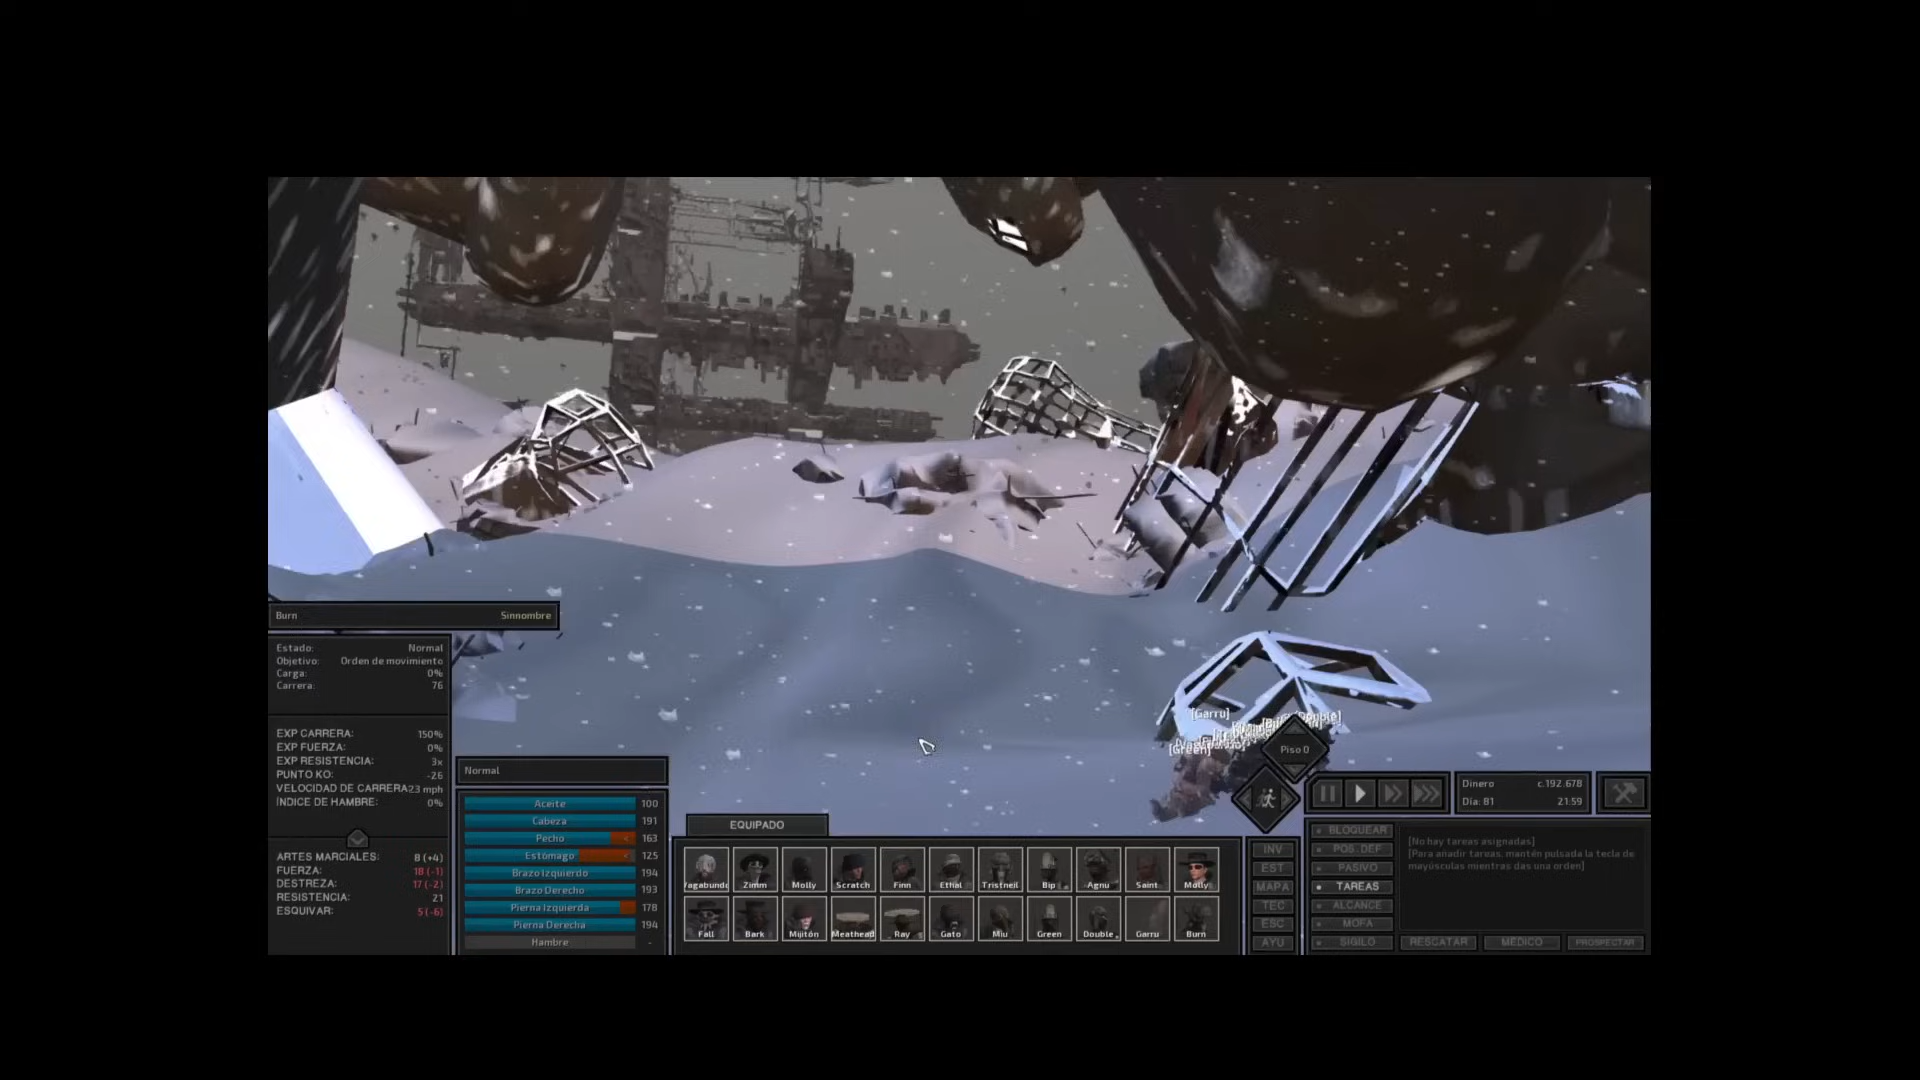 Burn Sinnombre
Estado: Normal
Objetivo: Orden de movimiento
Carga: 0%
Carrera: 76
EXP CARRERA: 150%
EXP FUERZA: 0%
EXP RESISTENCIA: 3x
PUNTO KO: -26
VELOCIDAD DE CARRERA: 23 mph
ÍNDICE DE HAMBRE: 0%
ARTES MARCIALES: 8 (+4)
FUERZA: 18 (-1)
DESTREZA: 17 (-2)
RESISTENCIA: 21
ESQUIVAR: 5 (-6)
Normal
Aceite 100
Cabeza 191
Pecho < 163
Estómago < 125
Brazo Izquierdo 194
Brazo Derecho 193
Pierna Izquierda 178
Pierna Derecha 194
Hambre -
EQUIPADO
Vagabundo Zimm Molly Scratch Finn Ethal Tristneil Bip Agnu Saint Molly
Fall Bark Mijitón Meathead Ray Gato Miu Green Double Garru Burn
[Garru]
[Green]
Piso 0
INV
EST
MAPA
TEC
ESC
AYU
Dinero c.192.678
Día: 81 21:59
BLOQUEAR
POS. DEF
PASIVO
TAREAS
ALCANCE
MOFA
SIGILO
[No hay tareas asignadas]
[Para añadir tareas, mantén pulsada la tecla de
mayúsculas mientras das una orden]
RESCATAR MÉDICO PROSPECTAR